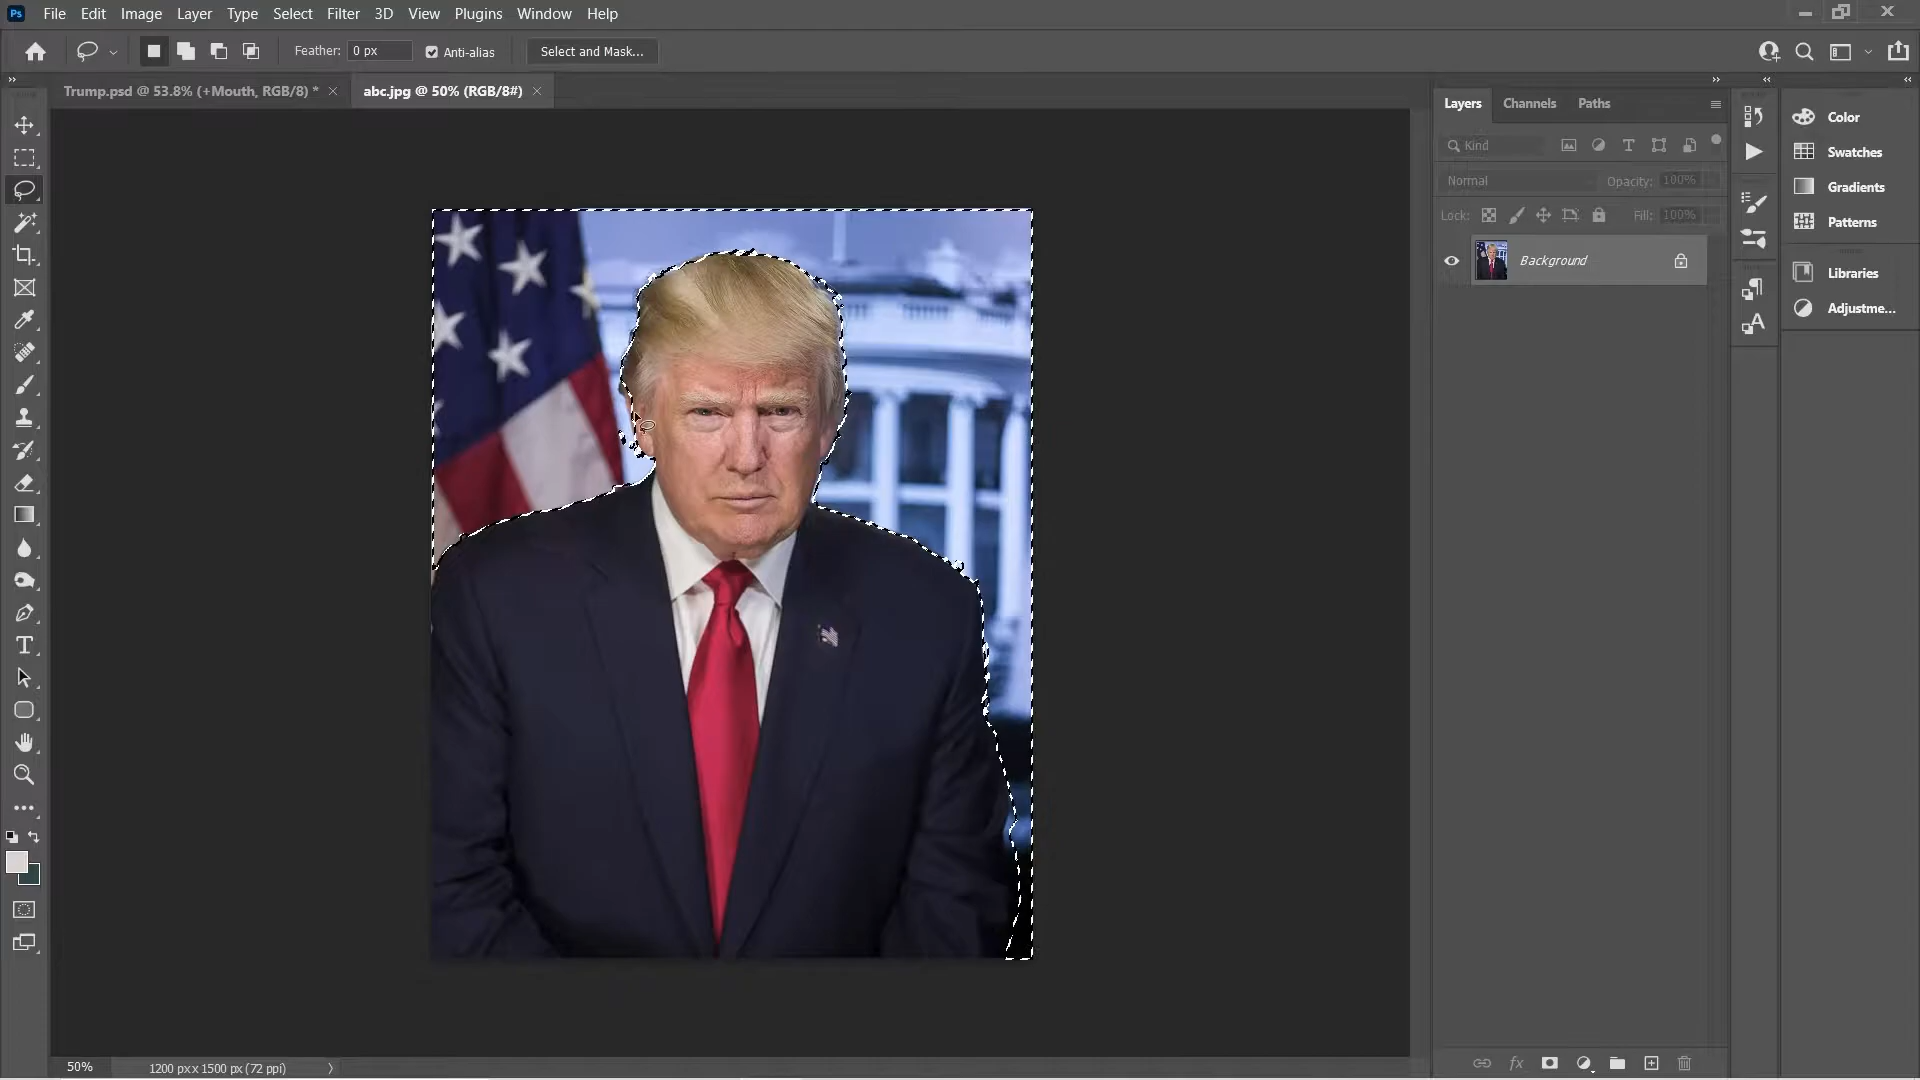 Ps File Edit Image Layer Type Select Filter 3D View Plugins Window Help
Feather: 0 px Anti-alias Select and Mask...
Trump.psd @ 53.8% (+Mouth, RGB/8) * abc.jpg @ 50% (RGB/8#)
Layers Channels Paths
Color
Kind
Swatches
Normal Opacity: 100%
Gradients
Lock: Fill: 100%
Patterns
Background
Libraries
Adjustme...
50% 1200 px x 1500 px (72 ppi)